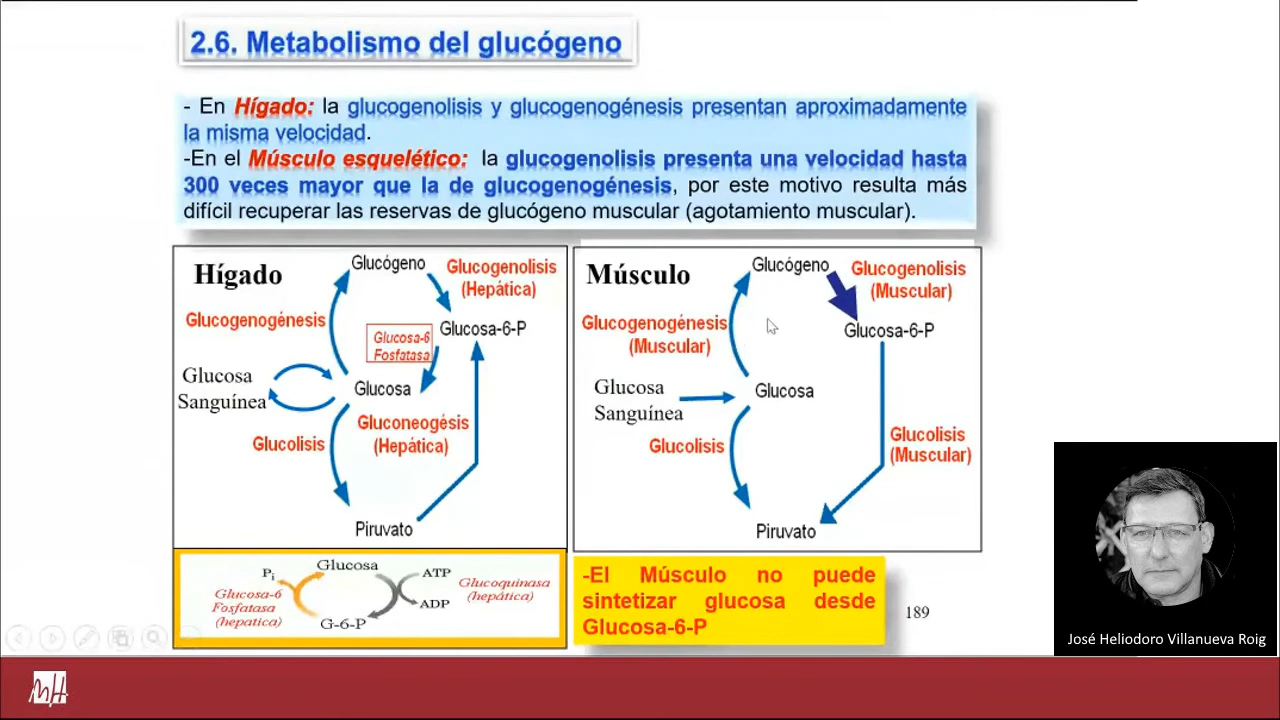 2.6. Metabolismo del glucógeno
- En Hígado: la glucogenolisis y glucogenogénesis presentan aproximadamente
la misma velocidad.
-En el Músculo esquelético: la glucogenolisis presenta una velocidad hasta
300 veces mayor que la de glucogenogénesis, por este motivo resulta más
difícil recuperar las reservas de glucógeno muscular (agotamiento muscular).
Hígado
Glucógeno
Glucogenolisis
(Hepática)
Glucogenogénesis
Glucosa-6
Fosfatasa
Glucosa-6-P
Glucosa
Sanguínea
Glucosa
Gluconeogésis
(Hepática)
Glucolisis
Piruvato
Músculo
Glucógeno
Glucogenolisis
(Muscular)
Glucogenogénesis
(Muscular)
Glucosa-6-P
Glucosa
Sanguínea
Glucosa
Glucolisis
Glucolisis
(Muscular)
Piruvato
Pi
Glucosa
ATP
Glucosa-6
Fosfatasa
(hepatica)
ADP
Glucoquinasa
(hepática)
G-6-P
-El Músculo no puede
sintetizar glucosa desde
Glucosa-6-P
189
José Heliodoro Villanueva Roig
MH